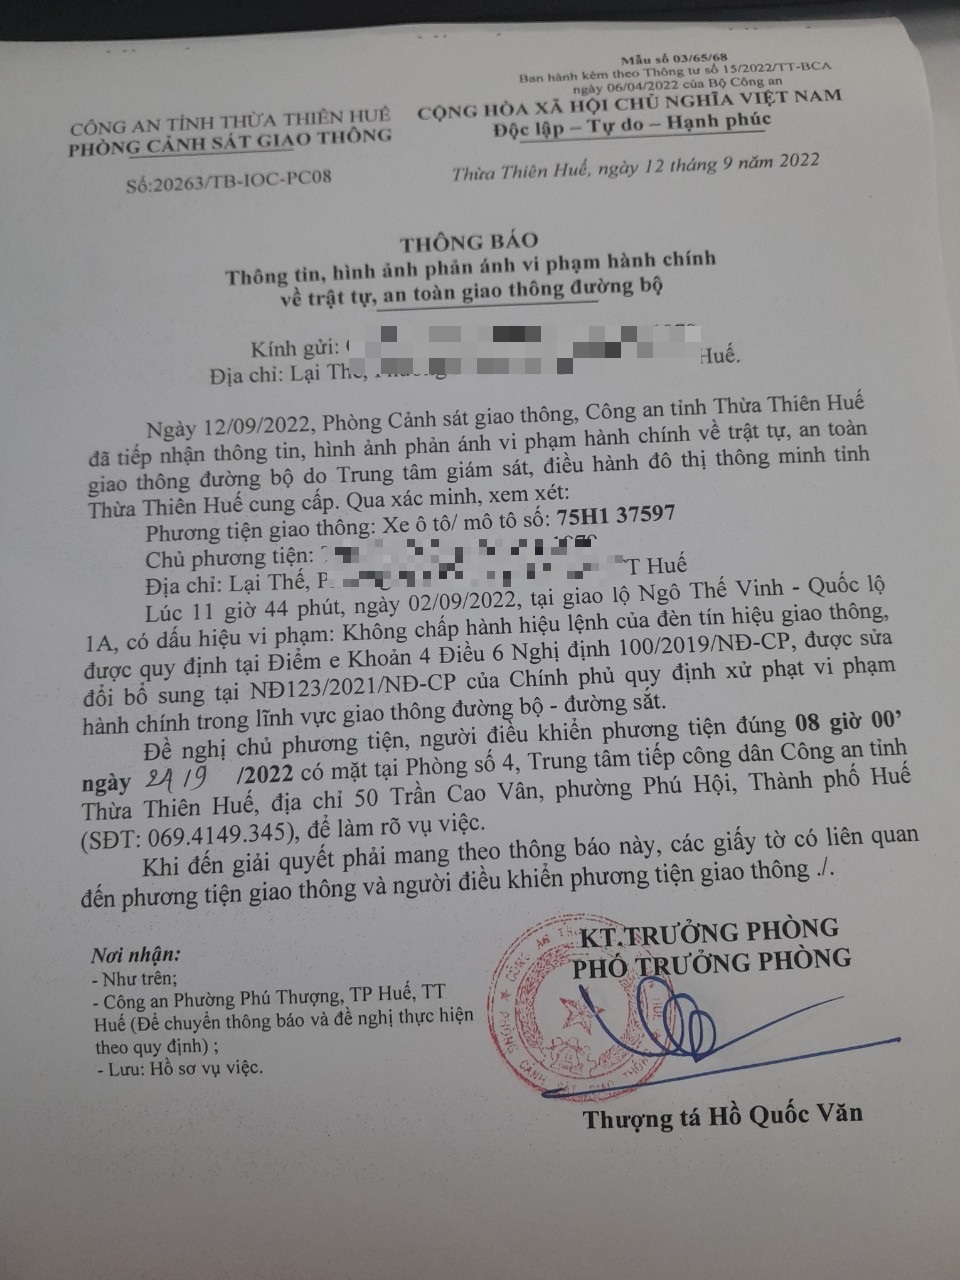 Mẫu số 03/65/68
Ban hành kèm theo Thông tư số 15/2022/TT-BCA
ngày 06/04/2022 của Bộ Công an
CÔNG AN TỈNH THỪA THIÊN HUẾ
PHÒNG CẢNH SÁT GIAO THÔNG
CỘNG HÒA XÃ HỘI CHỦ NGHĨA VIỆT NAM
Độc lập – Tự do – Hạnh phúc
Số:20263/TB-IOC-PC08
Thừa Thiên Huế, ngày 12 tháng 9 năm 2022
THÔNG BÁO
Thông tin, hình ảnh phản ánh vi phạm hành chính
về trật tự, an toàn giao thông đường bộ
Kính gửi:
Địa chỉ: Lại Thế, Huế.
Ngày 12/09/2022, Phòng Cảnh sát giao thông, Công an tỉnh Thừa Thiên Huế
đã tiếp nhận thông tin, hình ảnh phản ánh vi phạm hành chính về trật tự, an toàn
giao thông đường bộ do Trung tâm giám sát, điều hành đô thị thông minh tỉnh
Thừa Thiên Huế cung cấp. Qua xác minh, xem xét:
Phương tiện giao thông: Xe ô tô/ mô tô số: 75H1 37597
Chủ phương tiện:
Địa chỉ: Lại Thế, T Huế
Lúc 11 giờ 44 phút, ngày 02/09/2022, tại giao lộ Ngô Thế Vinh - Quốc lộ
1A, có dấu hiệu vi phạm: Không chấp hành hiệu lệnh của đèn tín hiệu giao thông,
được quy định tại Điểm e Khoản 4 Điều 6 Nghị định 100/2019/NĐ-CP, được sửa
đổi bổ sung tại NĐ123/2021/NĐ-CP của Chính phủ quy định xử phạt vi phạm
hành chính trong lĩnh vực giao thông đường bộ - đường sắt.
Đề nghị chủ phương tiện, người điều khiển phương tiện đúng 08 giờ 00’
ngày /2022 có mặt tại Phòng số 4, Trung tâm tiếp công dân Công an tỉnh
Thừa Thiên Huế, địa chỉ 50 Trần Cao Vân, phường Phú Hội, Thành phố Huế
(SĐT: 069.4149.345), để làm rõ vụ việc.
Khi đến giải quyết phải mang theo thông báo này, các giấy tờ có liên quan
đến phương tiện giao thông và người điều khiển phương tiện giao thông ./.
Nơi nhận:
- Như trên;
- Công an Phường Phú Thượng, TP Huế, TT
Huế (Để chuyển thông báo và đề nghị thực hiện
theo quy định) ;
- Lưu: Hồ sơ vụ việc.
KT.TRƯỞNG PHÒNG
PHÓ TRƯỞNG PHÒNG
Thượng tá Hồ Quốc Văn